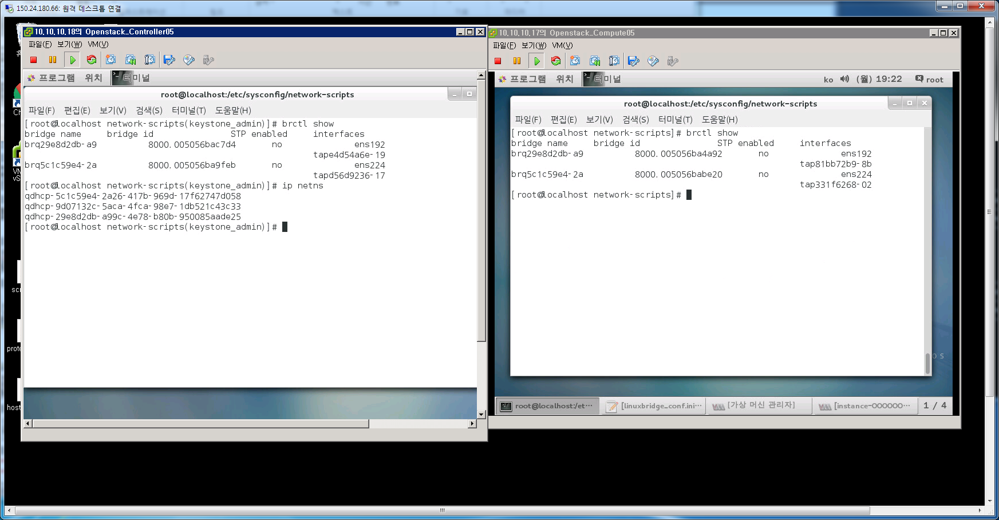 150.24.180.66: 원격 데스크톱 연결
10.10.10.18의 Openstack_Controller05
파일(F) 보기(W) VM(V)
프로그램 위치 터미널
root@localhost:/etc/sysconfig/network-scripts
파일(F) 편집(E) 보기(V) 검색(S) 터미널(T) 도움말(H)
[root@localhost network-scripts(keystone_admin)]# brctl show
bridge name bridge id STP enabled interfaces
brq29e8d2db-a9 8000.005056bac7d4 no ens192
tape4d54a6e-19
brq5c1c59e4-2a 8000.005056ba9feb no ens224
tapd56d9236-17
[root@localhost network-scripts(keystone_admin)]# ip netns
qdhcp-5c1c59e4-2a26-417b-969d-17f62747d058
qdhcp-9d07132c-5aca-4fca-98e7-1db521c43c33
qdhcp-29e8d2db-a99c-4e78-b80b-950085aade25
[root@localhost network-scripts(keystone_admin)]#
10.10.10.17의 Openstack_Compute05
파일(F) 보기(W) VM(V)
프로그램 위치 터미널 ko (월) 19:22 root
root@localhost:/etc/sysconfig/network-scripts
파일(F) 편집(E) 보기(V) 검색(S) 터미널(T) 도움말(H)
[root@localhost network-scripts]# brctl show
bridge name bridge id STP enabled interfaces
brq29e8d2db-a9 8000.005056ba4a92 no ens192
tap81bb72b9-8b
brq5c1c59e4-2a 8000.005056babe20 no ens224
tap331f6268-02
[root@localhost network-scripts]#
OS
root@localhost:/et… [linuxbridge_conf.ini… [가상 머신 관리자] [instance-000000… 1 / 4
Ch
VM
vS
scr
prote
host